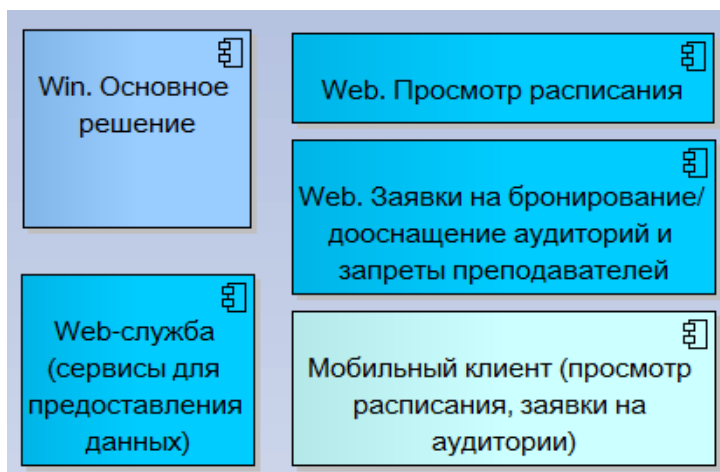 Win. Основное
решение
Web. Просмотр расписания
Web. Заявки на бронирование/
дооснащение аудиторий и
запреты преподавателей
Web-служба
(сервисы для
предоставления
данных)
Мобильный клиент (просмотр
расписания, заявки на
аудитории)